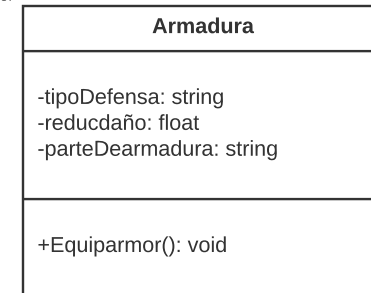 Armadura
-tipoDefensa: string
-reducdaño: float
-parteDearmadura: string
+Equiparmor(): void